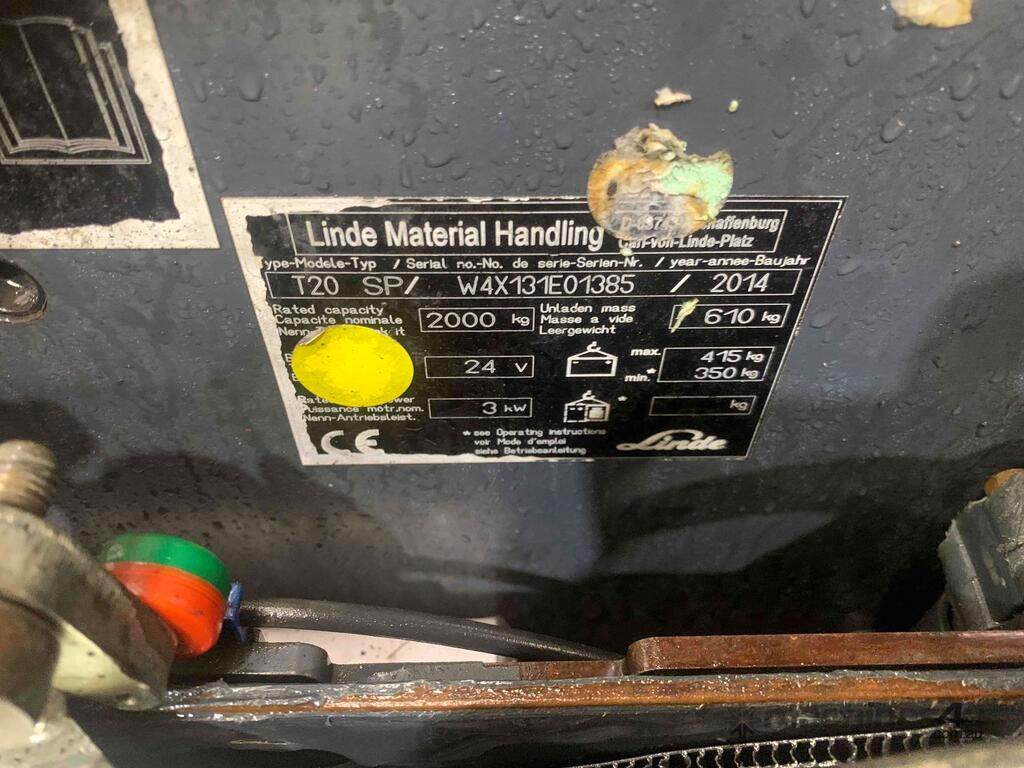 Linde Material Handling
haffenburg
Carl-von-Linde-Platz
ype-Modele-Typ / Serial no.-No. de serie-Serien-Nr. / year-annee-Baujahr
T20 SP/ W4X131E01385 / 2014
Rated capacity
Capacite nominale
2000 kg
Unladen mass
Masse a vide
Leergewicht
610 kg
24 V
max. 415 kg
min.* 350 kg
Puissance motr.nom.
Nenn-Antriebsleist.
3 kW
* kg
CE
* see Operating instructions
voir Mode d'emploi
siehe Betriebsanleitung
Linde